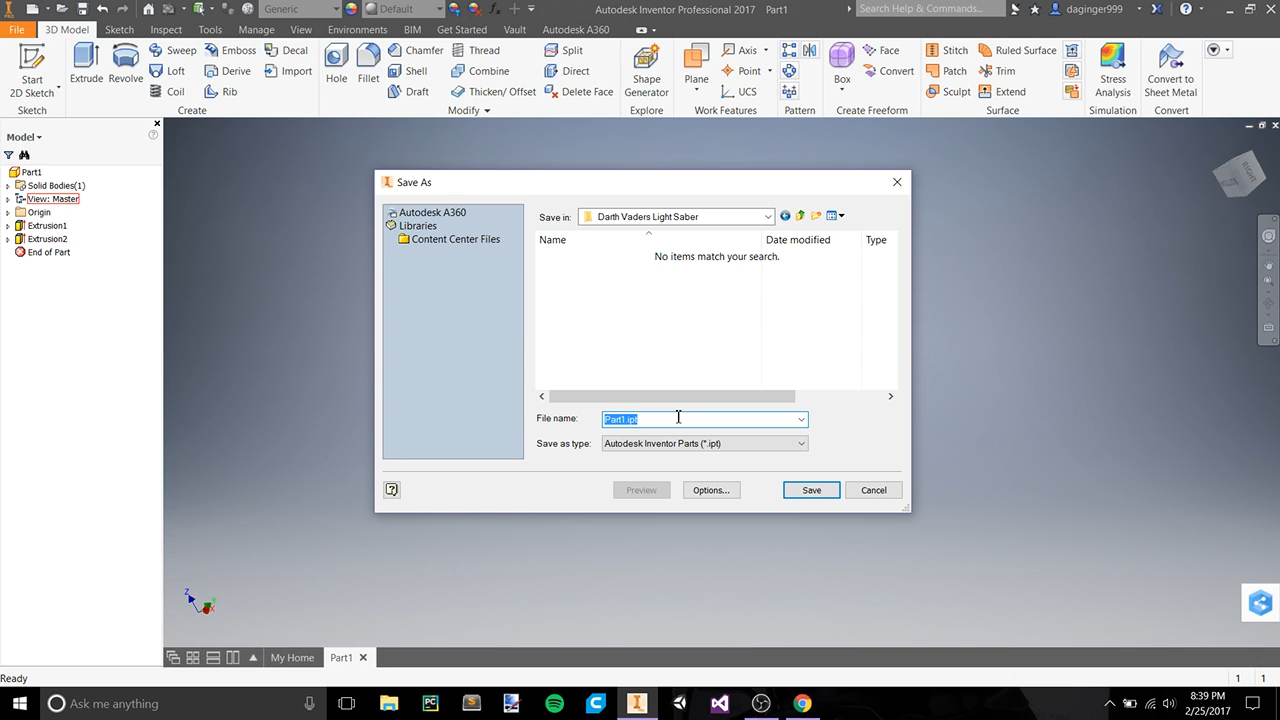 PRO
Generic
Default
Autodesk Inventor Professional 2017 Part1
Search Help & Commands...
daginger999
File 3D Model Sketch Inspect Tools Manage View Environments BIM Get Started Vault Autodesk A360
Start
2D Sketch
Extrude
Revolve
Sweep Emboss Decal
Loft Derive Import
Coil Rib
Hole
Fillet
Chamfer Thread Split
Shell Combine Direct
Draft Thicken/ Offset Delete Face
Shape
Generator
Plane
Axis
Point
UCS
Box
Face
Convert
Stitch Ruled Surface
Patch Trim
Sculpt Extend
Stress
Analysis
Convert to
Sheet Metal
Sketch Create Modify Explore Work Features Pattern Create Freeform Surface Simulation Convert
Model
Part1
Solid Bodies(1)
View: Master
Origin
Extrusion1
Extrusion2
End of Part
Save As
Autodesk A360
Libraries
Content Center Files
Save in: Darth Vaders Light Saber
Name Date modified Type
No items match your search.
File name: Part1.ipt
Save as type: Autodesk Inventor Parts (*.ipt)
Preview Options... Save Cancel
RIGHT
Z
Y
X
My Home Part1
Ready 1 1
Ask me anything
PC
8:39 PM
2/25/2017